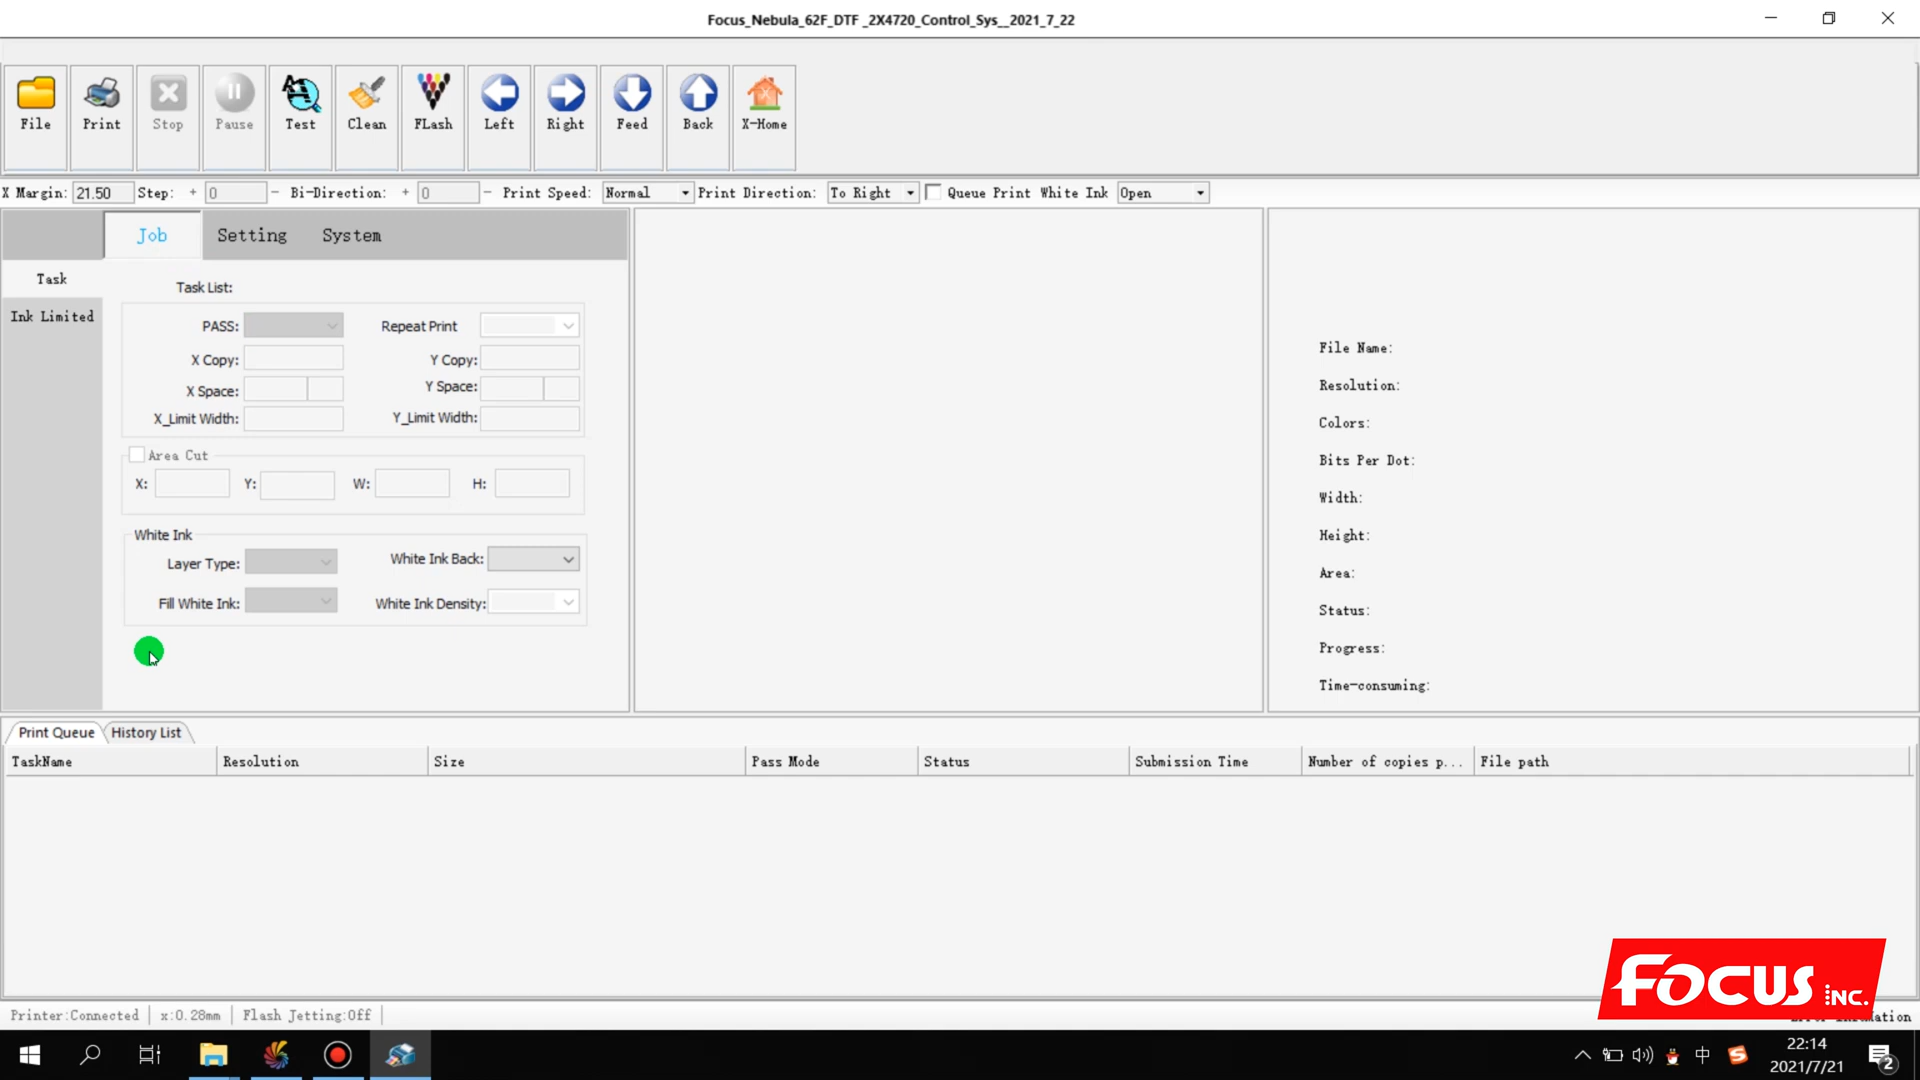 Focus_Nebula_62F_DTF _2X4720_Control_Sys__2021_7_22
File Print Stop Pause Test Clean FLash Left Right Feed Back X-Home
X Margin: 21.50 Step: + 0 - Bi-Direction: + 0 - Print Speed: Normal Print Direction: To Right Queue Print White Ink Open
Job Setting System
Task
Ink Limited
Task List:
PASS: Repeat Print
X Copy: Y Copy:
X Space: Y Space:
X_Limit Width: Y_Limit Width:
Area Cut
X: Y: W: H:
White Ink
Layer Type: White Ink Back:
Fill White Ink: White Ink Density:
File Name:
Resolution:
Colors:
Bits Per Dot:
Width:
Height:
Area:
Status:
Progress:
Time-consuming:
Print Queue History List
TaskName Resolution Size Pass Mode Status Submission Time Number of copies p... File path
FOCUS INC.
Printer:Connected x:0.28mm Flash Jetting:Off
中 S 22:14
2021/7/21
2